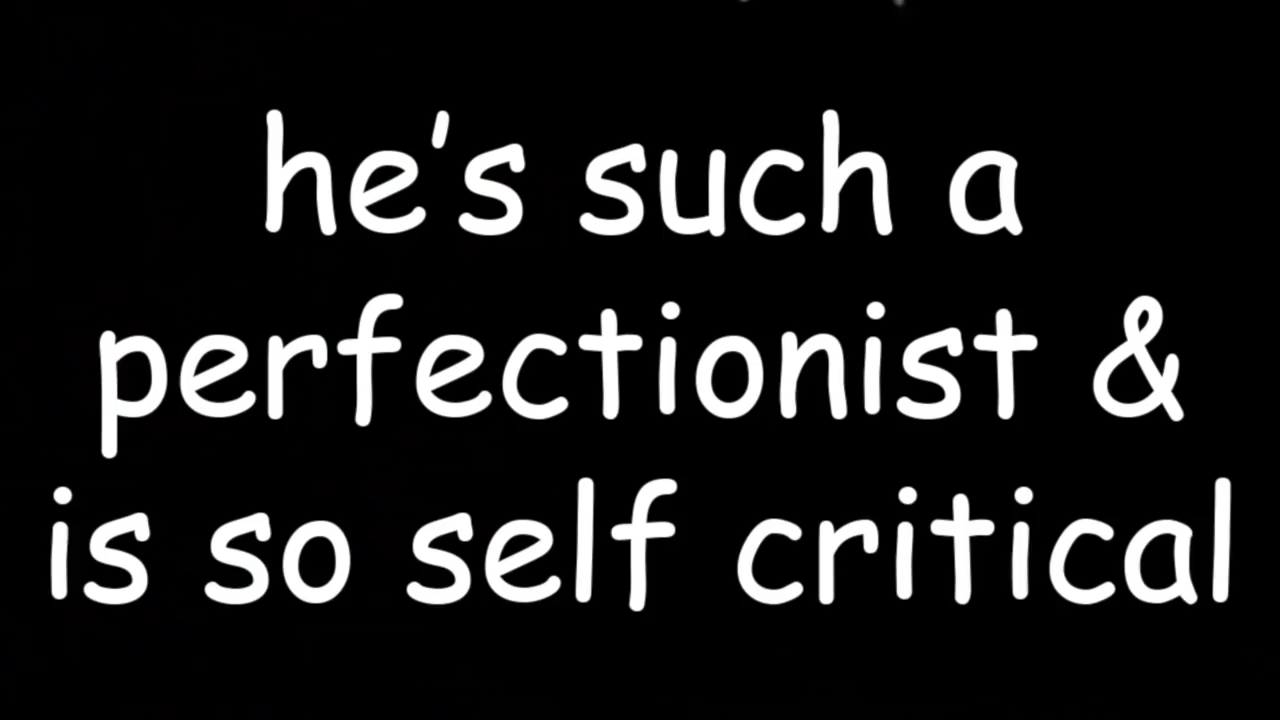 he's such a
perfectionist &
is so self critical